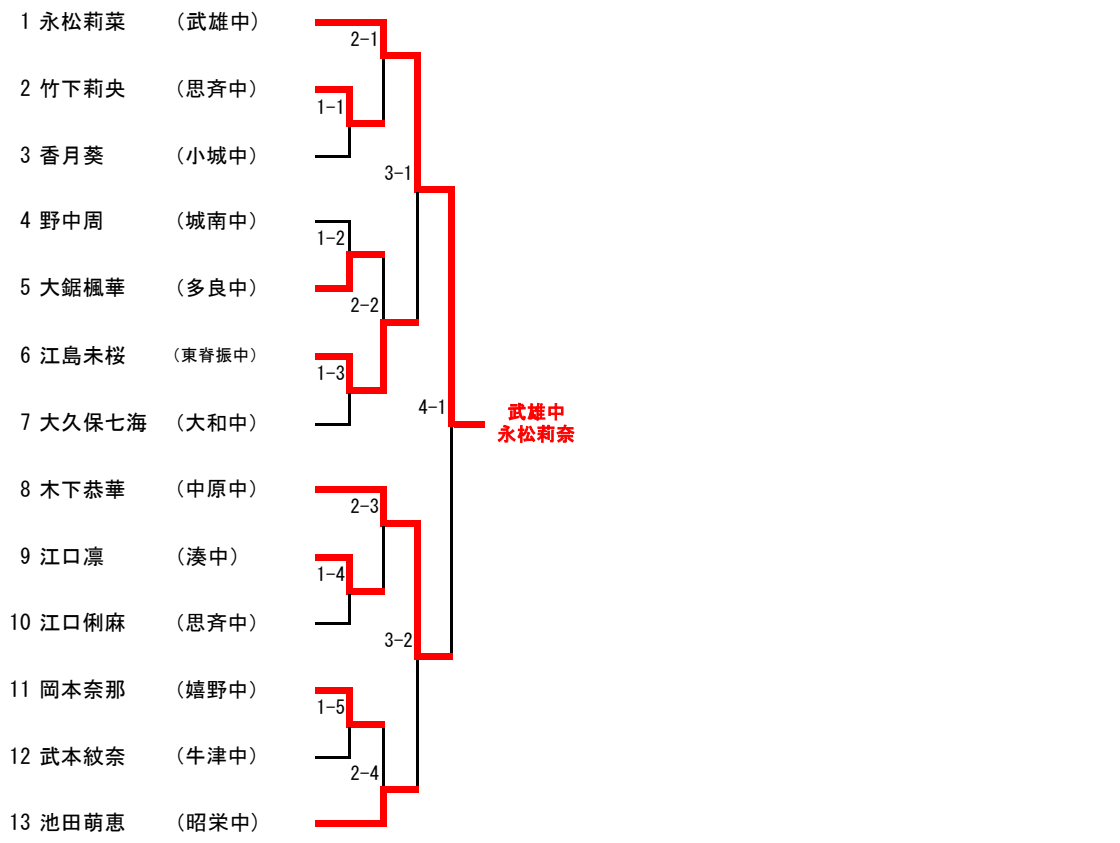 1 永松莉菜 （武雄中）
2-1
2 竹下莉央 （思斉中）
1-1
3 香月葵 （小城中）
3-1
4 野中周 （城南中）
1-2
5 大鋸楓華 （多良中）
2-2
6 江島未桜 （東脊振中）
1-3
7 大久保七海 （大和中）
4-1
武雄中
永松莉奈
8 木下恭華 （中原中）
2-3
9 江口凛 （湊中）
1-4
10 江口俐麻 （思斉中）
3-2
11 岡本奈那 （嬉野中）
1-5
12 武本紋奈 （牛津中）
2-4
13 池田萌恵 （昭栄中）